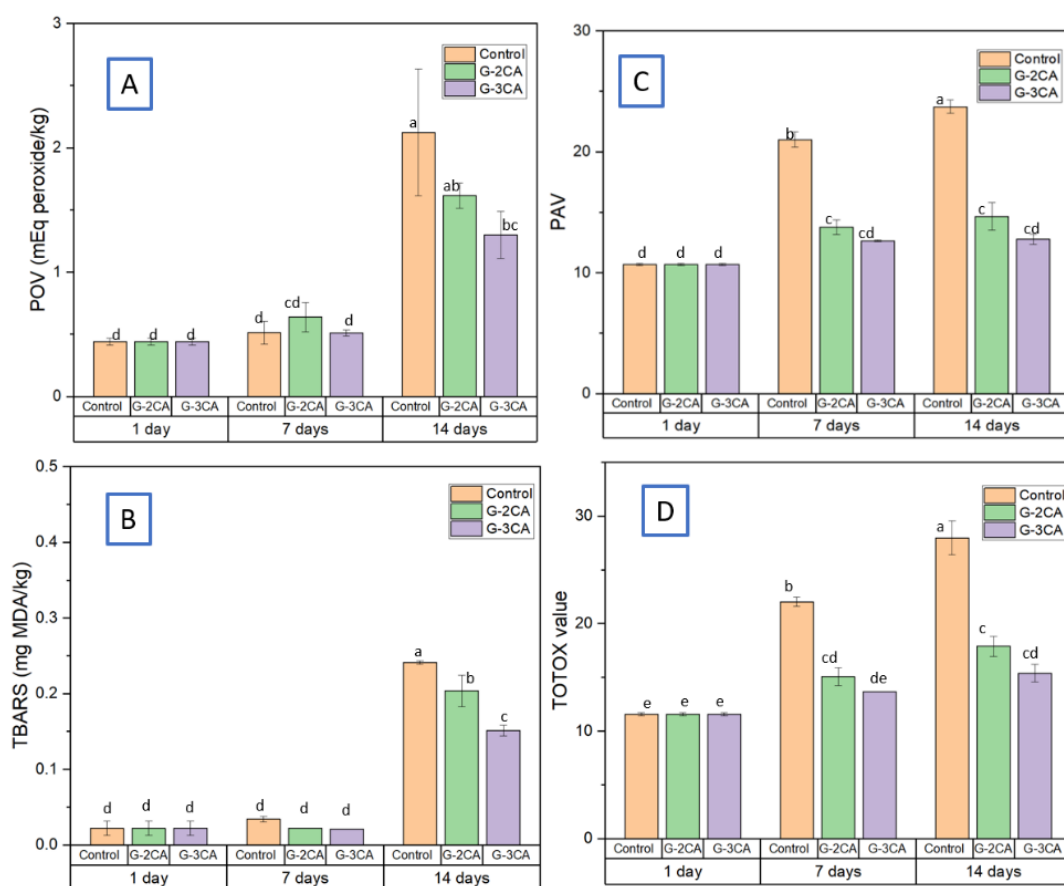 A
POV (mEq peroxide/kg)
3
2
1
0
Control
G-2CA
G-3CA
d
d
d
d
cd
d
a
ab
bc
Control G-2CA G-3CA Control G-2CA G-3CA Control G-2CA G-3CA
1 day 7 days 14 days
C
PAV
30
20
10
0
Control
G-2CA
G-3CA
d
d
d
b
c
cd
a
c
cd
Control G-2CA G-3CA Control G-2CA G-3CA Control G-2CA G-3CA
1 day 7 days 14 days
B
TBARS (mg MDA/kg)
0.5
0.4
0.3
0.2
0.1
0.0
Control
G-2CA
G-3CA
d
d
d
d
d
d
a
b
c
Control G-2CA G-3CA Control G-2CA G-3CA Control G-2CA G-3CA
1 day 7 days 14 days
D
TOTOX value
30
20
10
0
Control
G-2CA
G-3CA
e
e
e
b
cd
de
a
c
cd
Control G-2CA G-3CA Control G-2CA G-3CA Control G-2CA G-3CA
1 day 7 days 14 days